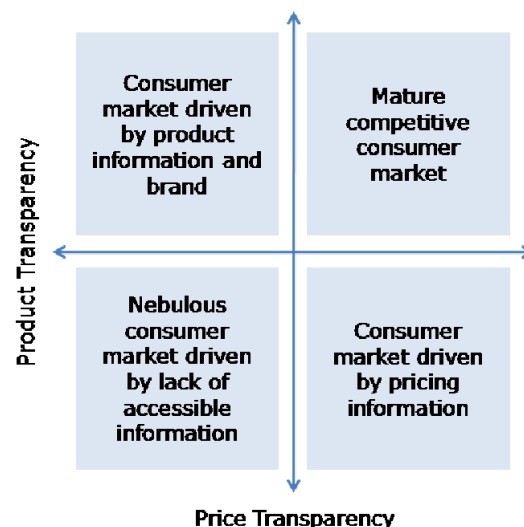 Consumer
market driven
by product
information and
brand
Mature
competitive
consumer
market
Product Transparency
Nebulous
consumer
market driven
by lack of
accessible
information
Consumer
market driven
by pricing
information
Price Transparency